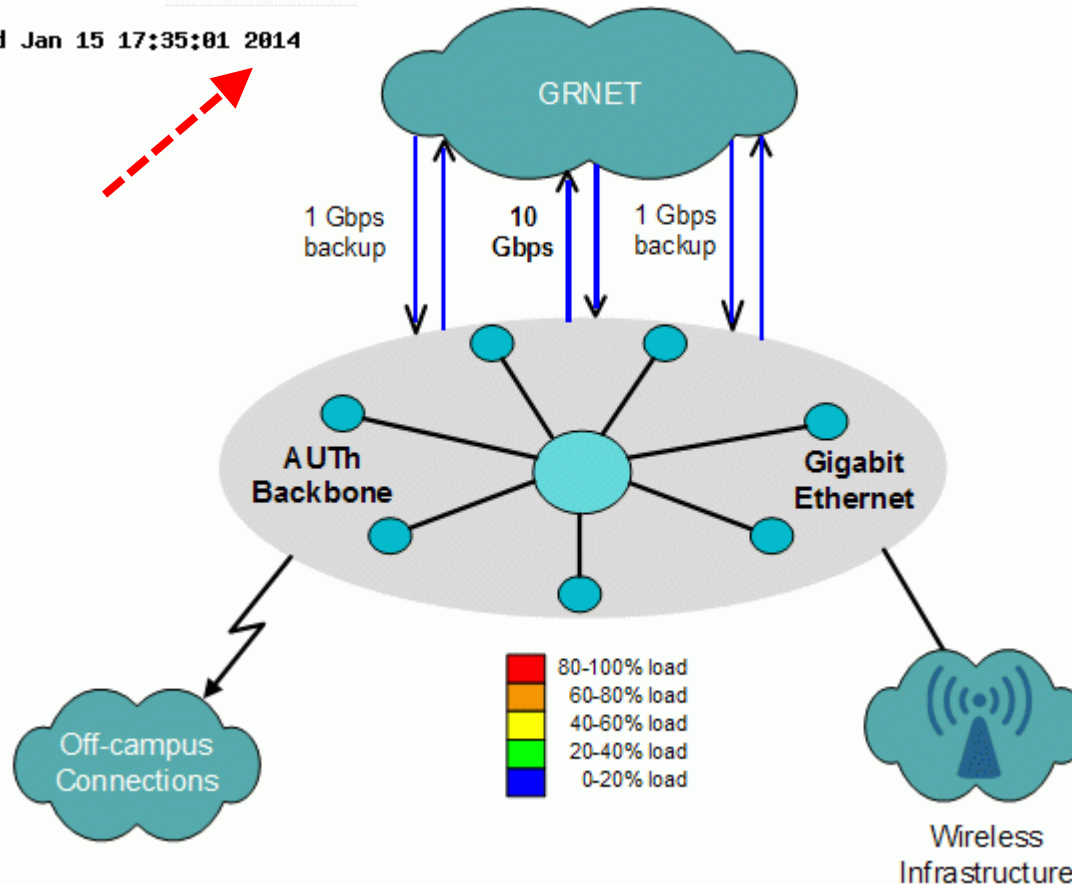 d Jan 15 17:35:01 2014
GRNET
1 Gbps
backup
10
Gbps
1 Gbps
backup
AUTh
Backbone
Gigabit
Ethernet
80-100% load
60-80% load
40-60% load
20-40% load
0-20% load
Off-campus
Connections
Wireless
Infrastructure